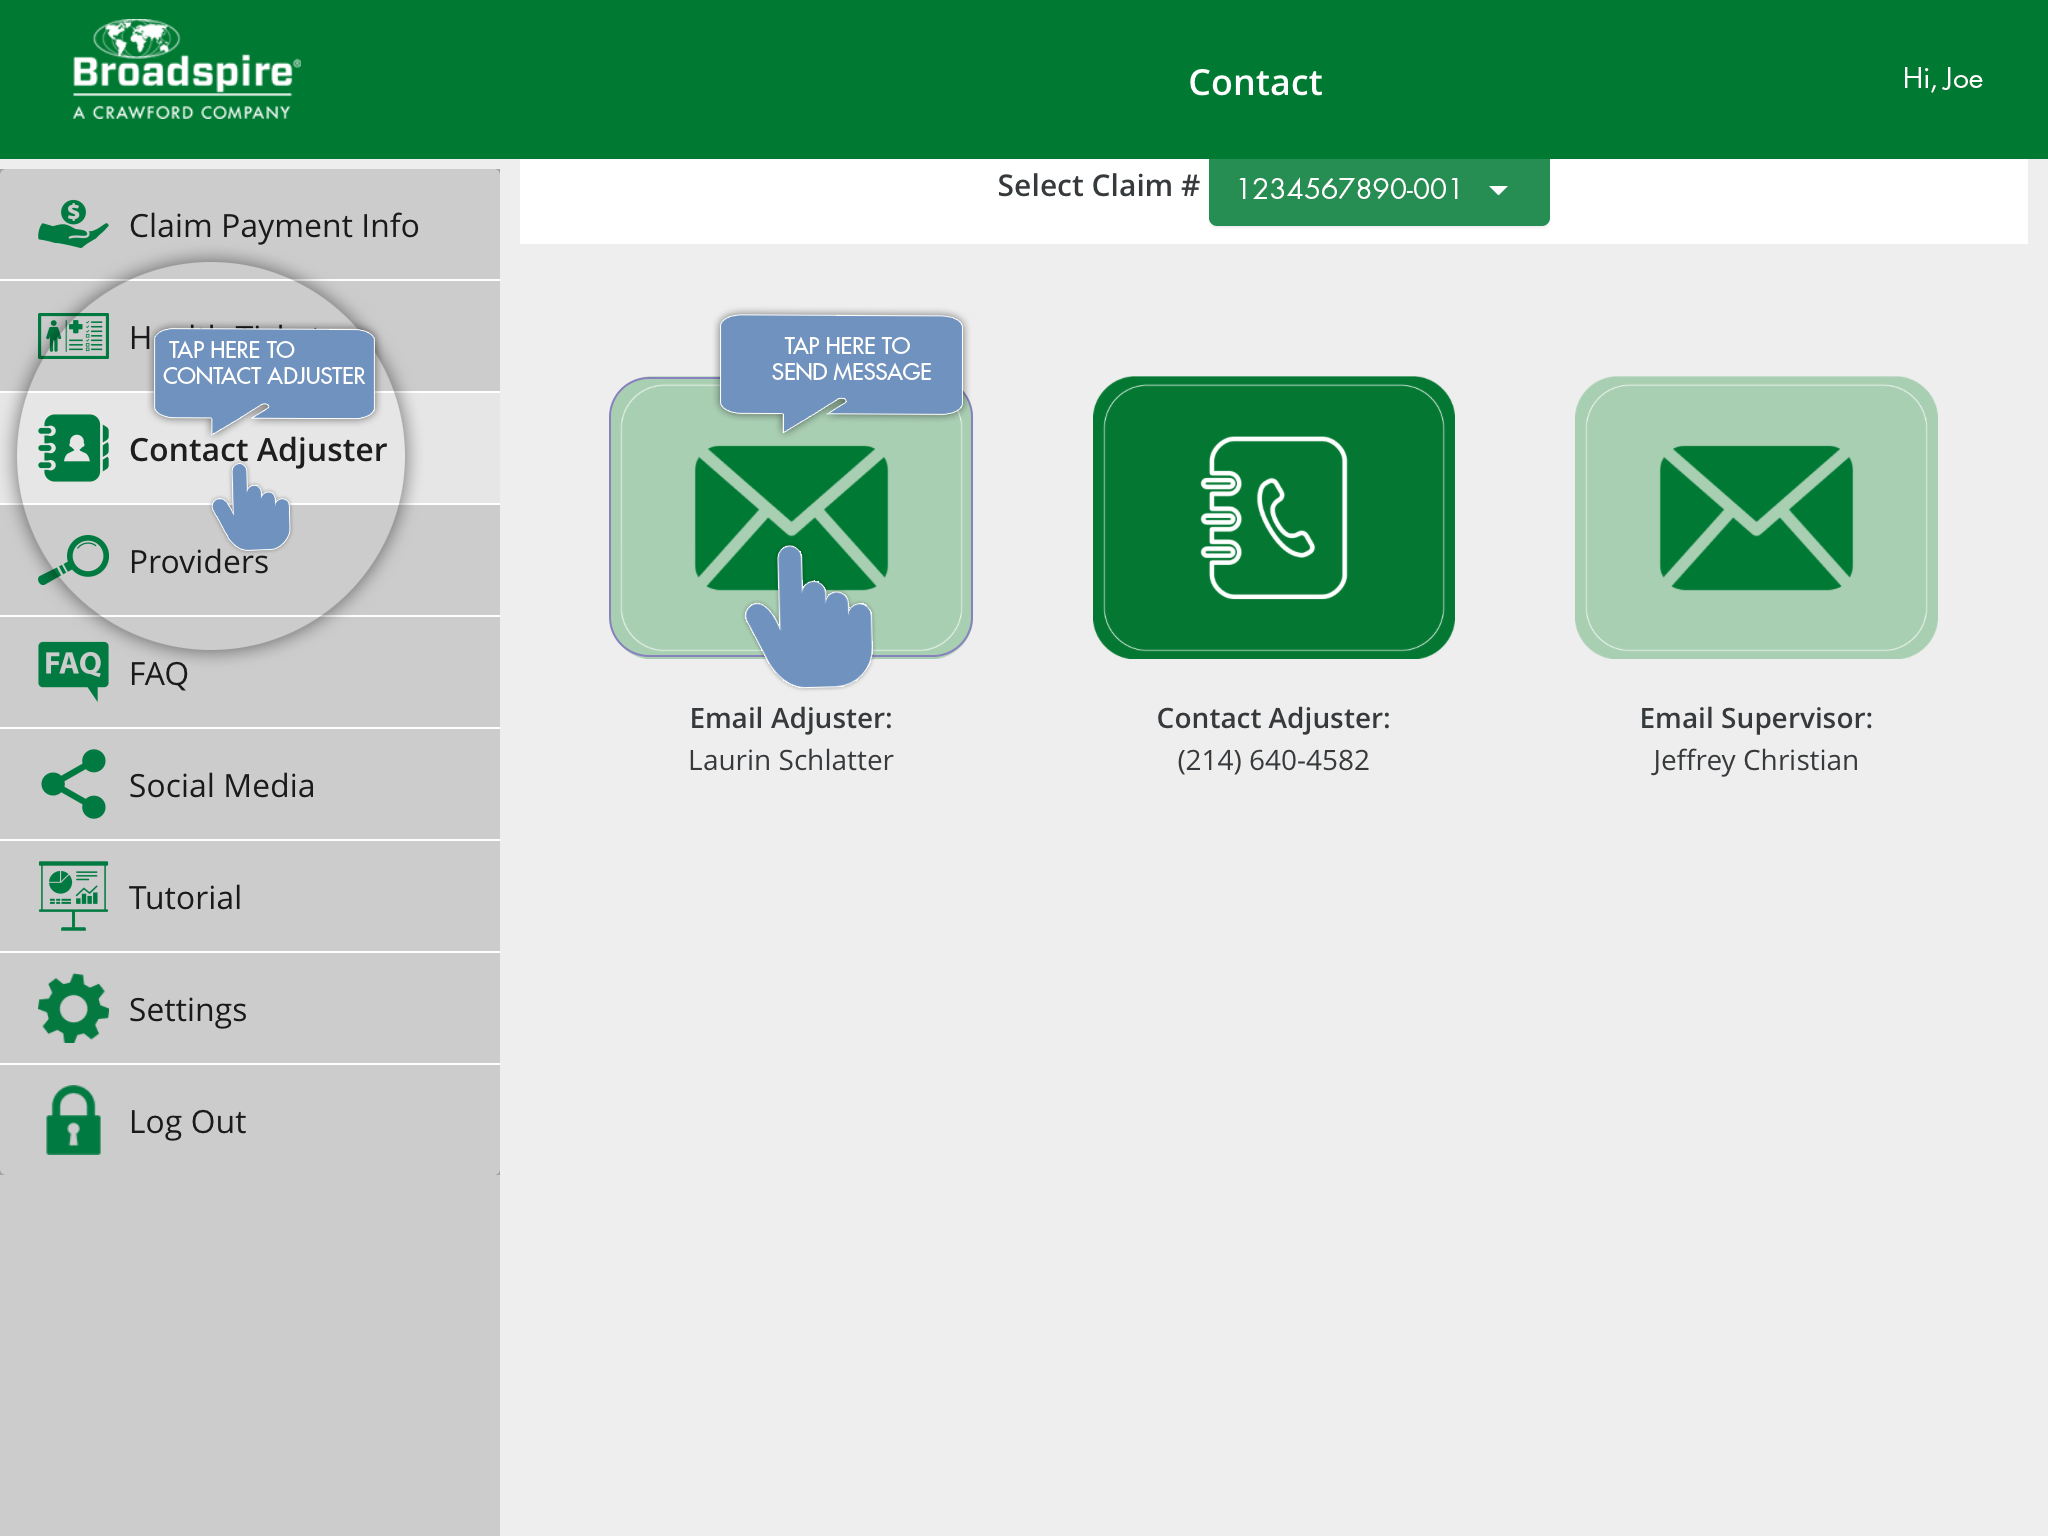 Broadspire®
A CRAWFORD COMPANY
Contact
Hi, Joe
Select Claim #
1234567890-001
Claim Payment Info
TAP HERE TO
CONTACT ADJUSTER
Contact Adjuster
Providers
FAQ
FAQ
Social Media
Tutorial
Settings
Log Out
TAP HERE TO
SEND MESSAGE
Email Adjuster:
Laurin Schlatter
Contact Adjuster:
(214) 640-4582
Email Supervisor:
Jeffrey Christian